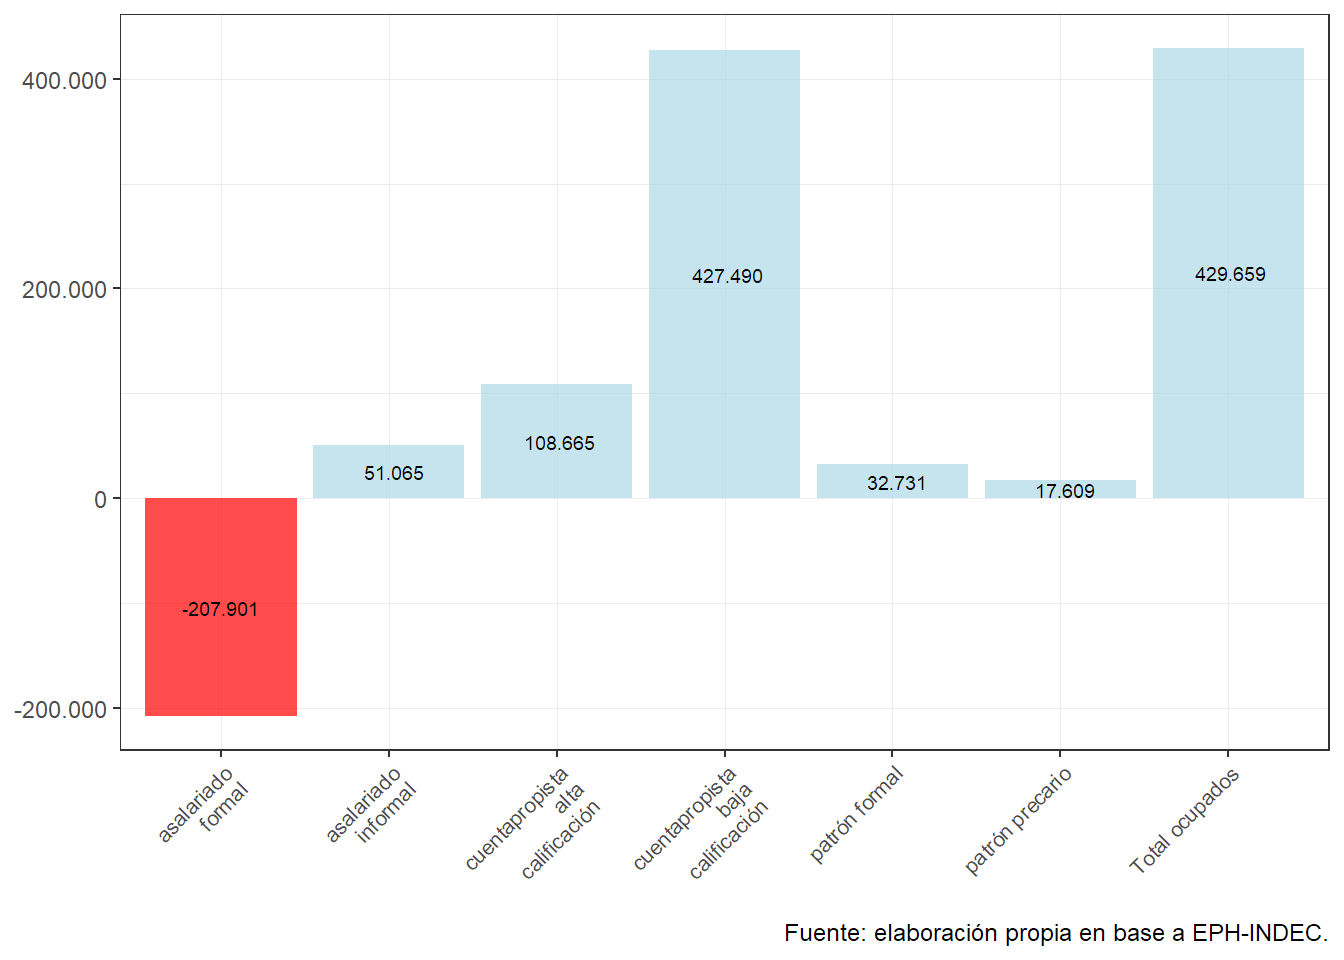 400.000
200.000
0
-200.000
-207.901
51.065
108.665
427.490
32.731
17.609
429.659
asalariado
formal
asalariado
informal
cuentapropista
alta
calificación
cuentapropista
baja
calificación
patrón formal
patrón precario
Total ocupados
Fuente: elaboración propia en base a EPH-INDEC.